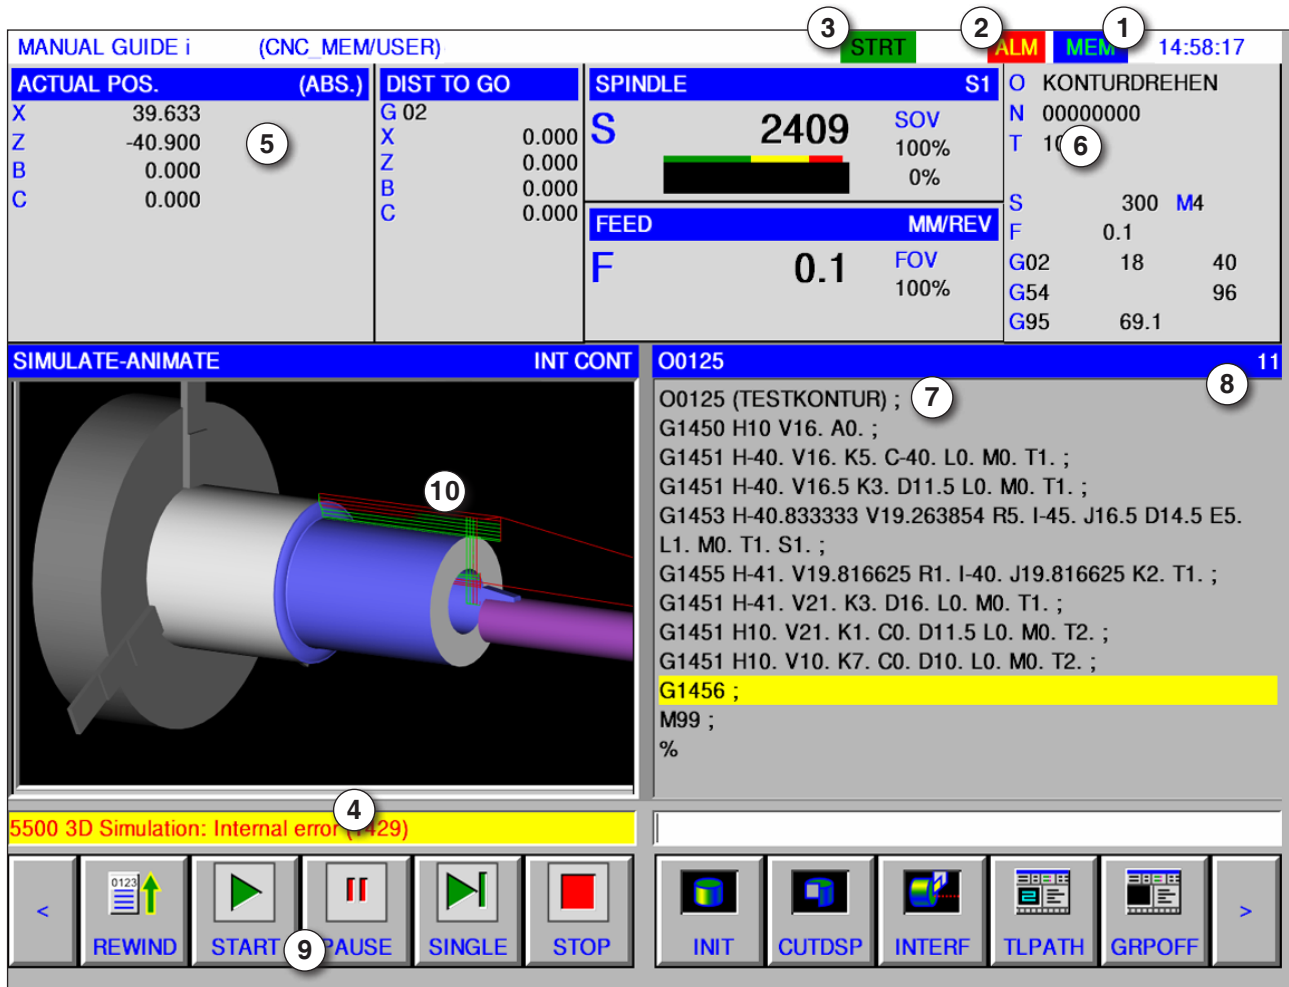 3 2 1
MANUAL GUIDE i (CNC_MEM/USER) STRT ALM MEM 14:58:17
ACTUAL POS. (ABS.) DIST TO GO SPINDLE S1 O KONTURDREHEN
X 39.633 G 02 S 2409 SOV N 00000000
Z -40.900 5 X 0.000 100% T 10 6
B 0.000 Z 0.000 0%
C 0.000 B 0.000 S 300 M4
C 0.000 FEED MM/REV F 0.1
F 0.1 FOV G02 18 40
100% G54 96
G95 69.1
SIMULATE-ANIMATE INT CONT
10
O0125 11
8
O0125 (TESTKONTUR) ; 7
G1450 H10 V16. A0. ;
G1451 H-40. V16. K5. C-40. L0. M0. T1. ;
G1451 H-40. V16.5 K3. D11.5 L0. M0. T1. ;
G1453 H-40.833333 V19.263854 R5. I-45. J16.5 D14.5 E5.
L1. M0. T1. S1. ;
G1455 H-41. V19.816625 R1. I-40. J19.816625 K2. T1. ;
G1451 H-41. V21. K3. D16. L0. M0. T1. ;
G1451 H10. V21. K1. C0. D11.5 L0. M0. T2. ;
G1451 H10. V10. K7. C0. D10. L0. M0. T2. ;
G1456 ;
M99 ;
%
4
5500 3D Simulation: Internal error 429)
0123
< REWIND START 9 PAUSE SINGLE STOP INIT CUTDSP INTERF TLPATH GRPOFF >